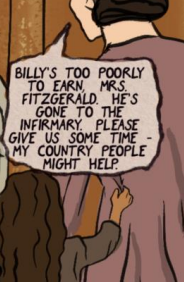 BILLY'S TOO POORLY
TO EARN, MRS.
FITZGERALD. HE'S
GONE TO THE
INFIRMARY. PLEASE
GIVE US SOME TIME -
MY COUNTRY PEOPLE
MIGHT HELP.